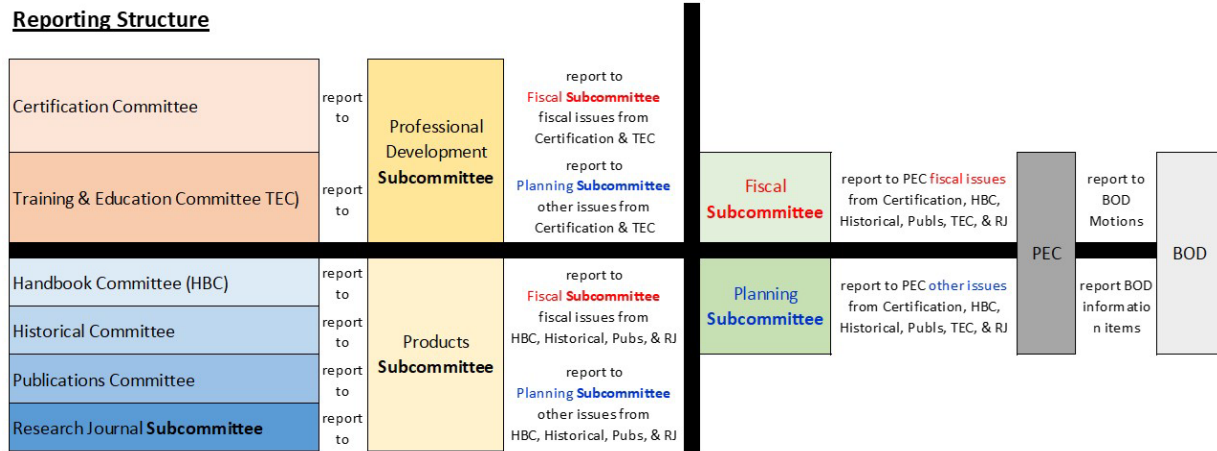 Reporting Structure
Certification Committee
report
to
Training & Education Committee TEC)
report
to
Professional
Development
Subcommittee
report to
Fiscal Subcommittee
fiscal issues from
Certification & TEC
report to
Planning Subcommittee
other issues from
Certification & TEC
Handbook Committee (HBC)
report
to
Historical Committee
report
to
Publications Committee
report
to
Research Journal Subcommittee
report
to
Products
Subcommittee
report to
Fiscal Subcommittee
fiscal issues from
HBC, Historical, Pubs, & RJ
report to
Planning Subcommittee
other issues from
HBC, Historical, Pubs, & RJ
Fiscal
Subcommittee
report to PEC fiscal issues
from Certification, HBC,
Historical, Publs, TEC, & RJ
Planning
Subcommittee
report to PEC other issues
from Certification, HBC,
Historical, Publs, TEC, & RJ
PEC
report to
BOD
Motions
report BOD
informatio
n items
BOD